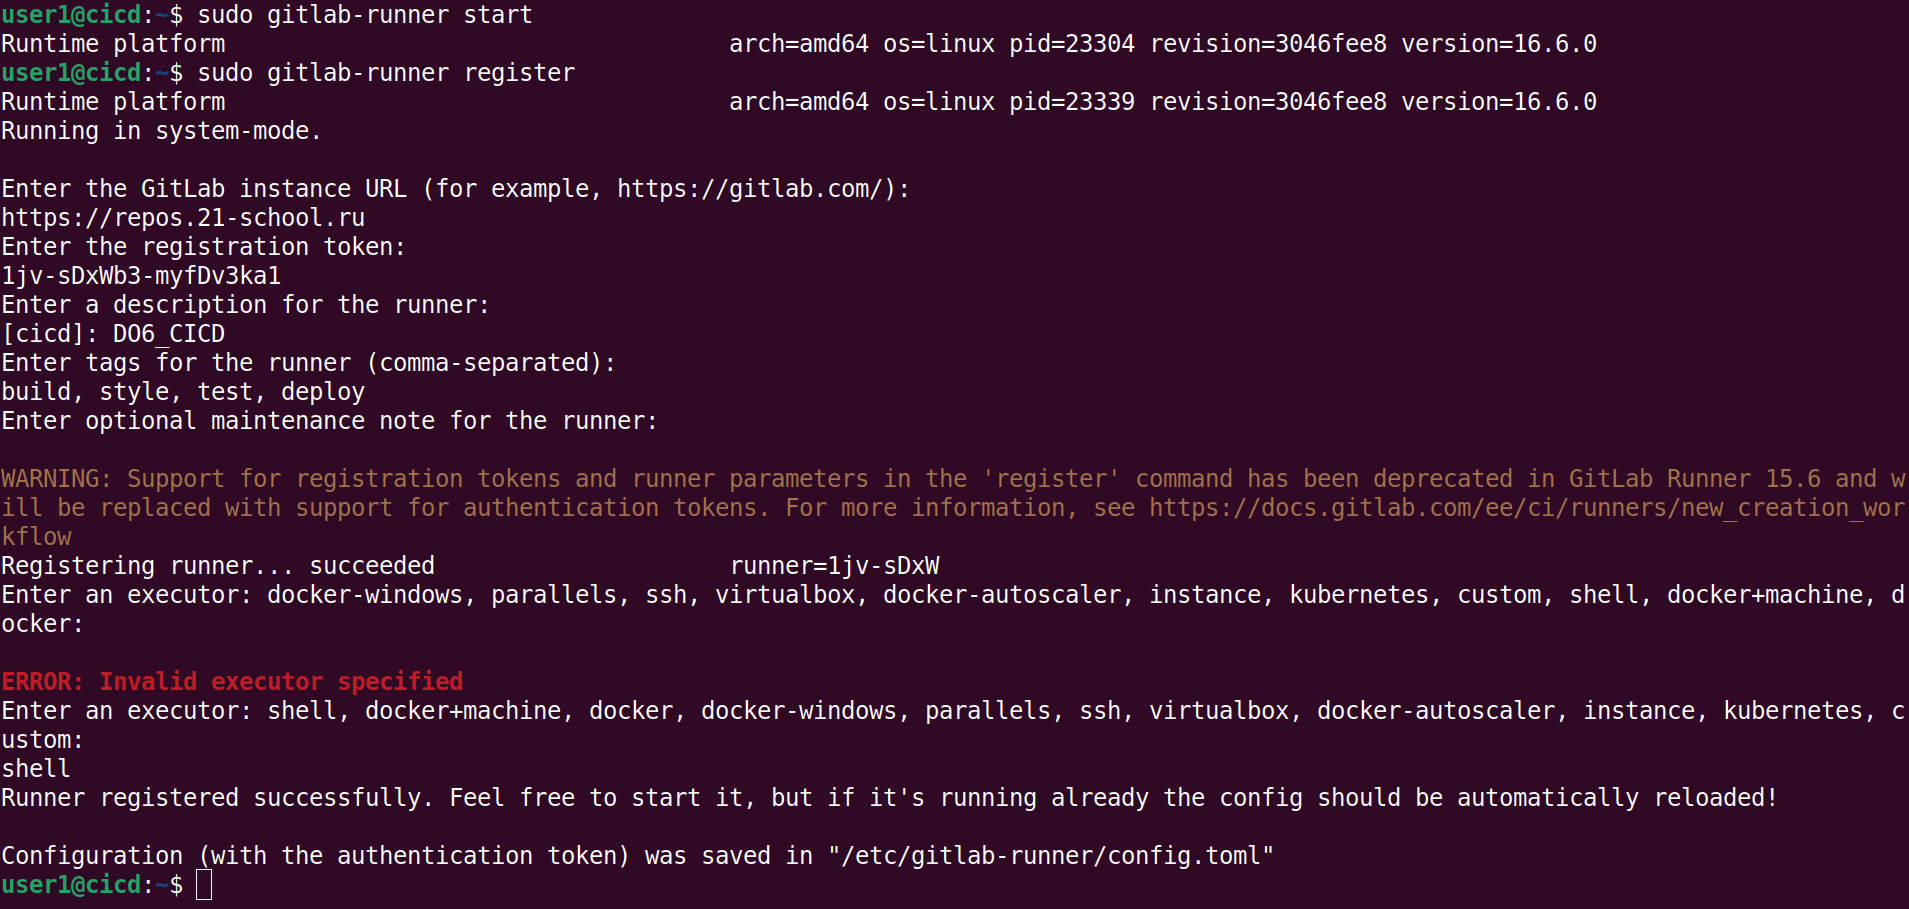 user1@cicd:~$ sudo gitlab-runner start
Runtime platform                                    arch=amd64 os=linux pid=23304 revision=3046fee8 version=16.6.0
user1@cicd:~$ sudo gitlab-runner register
Runtime platform                                    arch=amd64 os=linux pid=23339 revision=3046fee8 version=16.6.0
Running in system-mode.
Enter the GitLab instance URL (for example, https://gitlab.com/):
https://repos.21-school.ru
Enter the registration token:
1jv-sDxWb3-myfDv3ka1
Enter a description for the runner:
[cicd]: DO6_CICD
Enter tags for the runner (comma-separated):
build, style, test, deploy
Enter optional maintenance note for the runner:
WARNING: Support for registration tokens and runner parameters in the 'register' command has been deprecated in GitLab Runner 15.6 and w
ill be replaced with support for authentication tokens. For more information, see https://docs.gitlab.com/ee/ci/runners/new_creation_wor
kflow
Registering runner... succeeded                     runner=1jv-sDxW
Enter an executor: docker-windows, parallels, ssh, virtualbox, docker-autoscaler, instance, kubernetes, custom, shell, docker+machine, d
ocker:
ERROR: Invalid executor specified
Enter an executor: shell, docker+machine, docker, docker-windows, parallels, ssh, virtualbox, docker-autoscaler, instance, kubernetes, c
ustom:
shell
Runner registered successfully. Feel free to start it, but if it's running already the config should be automatically reloaded!
Configuration (with the authentication token) was saved in "/etc/gitlab-runner/config.toml"
user1@cicd:~$